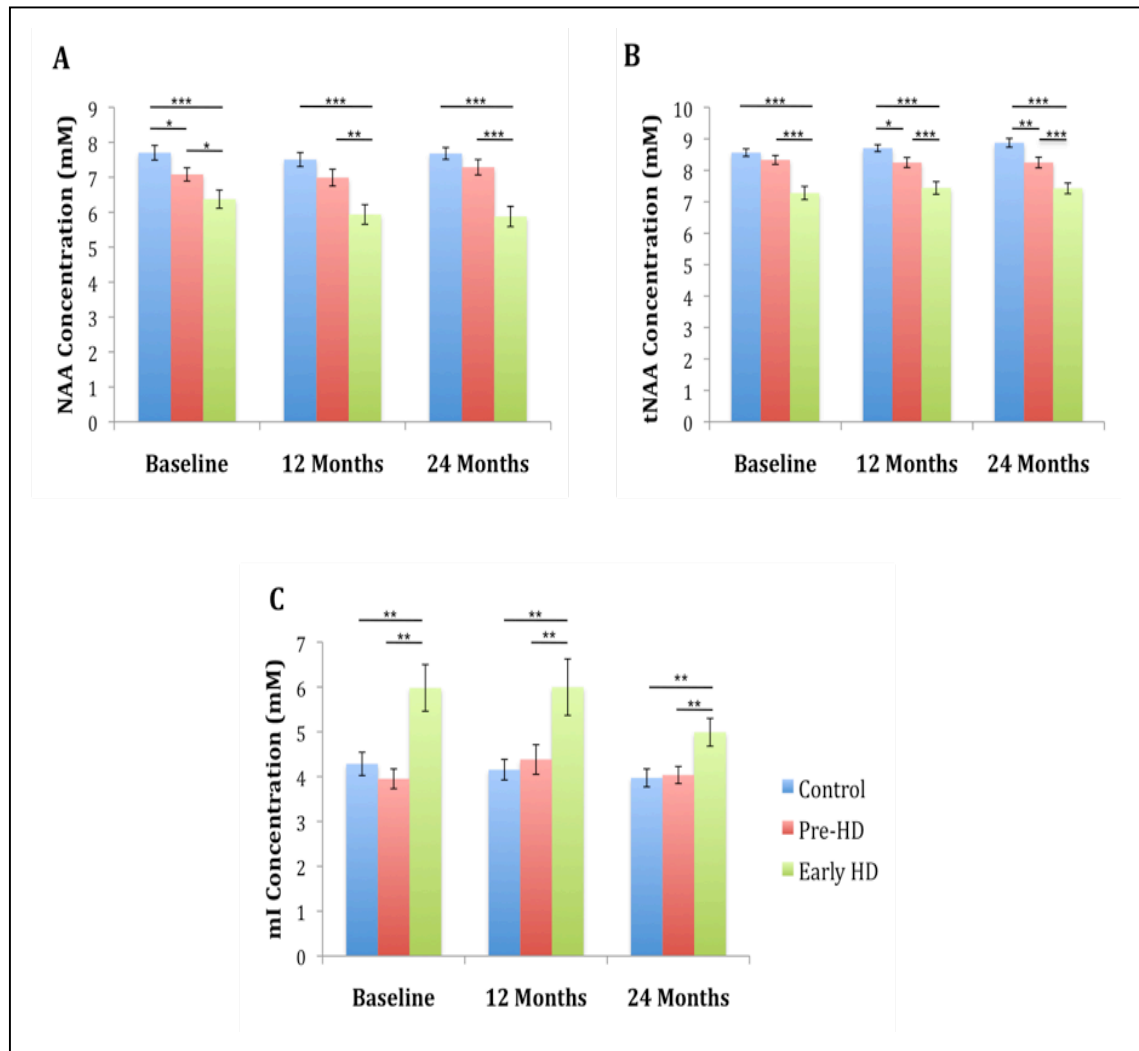 A
NAA Concentration (mM)
9
8
7
6
5
4
3
2
1
0
***
*
*
***
**
***
***
Baseline
12 Months
24 Months
B
tNAA Concentration (mM)
10
9
8
7
6
5
4
3
2
1
0
***
***
***
*
***
***
**
***
Baseline
12 Months
24 Months
C
mI Concentration (mM)
7
6
5
4
3
2
1
0
**
**
**
**
**
**
Baseline
12 Months
24 Months
Control
Pre-HD
Early HD